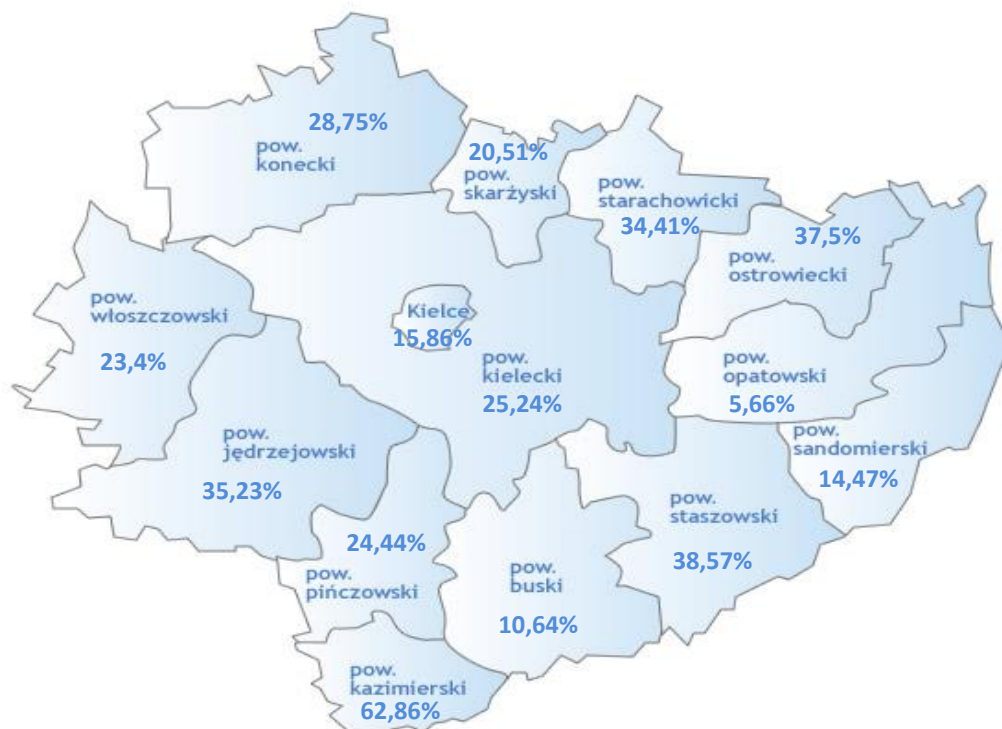 28,75%
pow.
konecki
20,51%
pow.
skarżyski
pow.
starachowicki
34,41%
37,5%
pow.
ostrowiecki
pow.
włoszczowski
23,4%
Kielce
15,86%
pow.
kielecki
25,24%
pow.
opatowski
5,66%
pow.
jędrzejowski
35,23%
pow.
sandomierski
14,47%
pow.
staszowski
38,57%
24,44%
pow.
pińczowski
pow.
buski
10,64%
pow.
kazimierski
62,86%